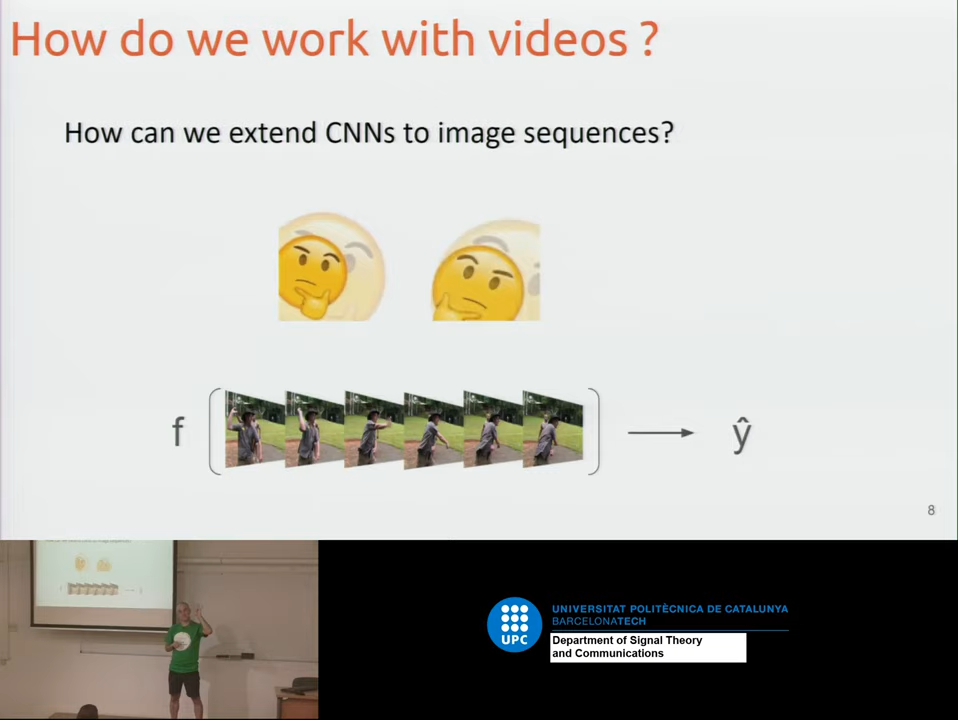 How do we work with videos ?
How can we extend CNNs to image sequences?
f
ŷ
8
UPC
UNIVERSITAT POLITÈCNICA DE CATALUNYA
BARCELONATECH
Department of Signal Theory
and Communications